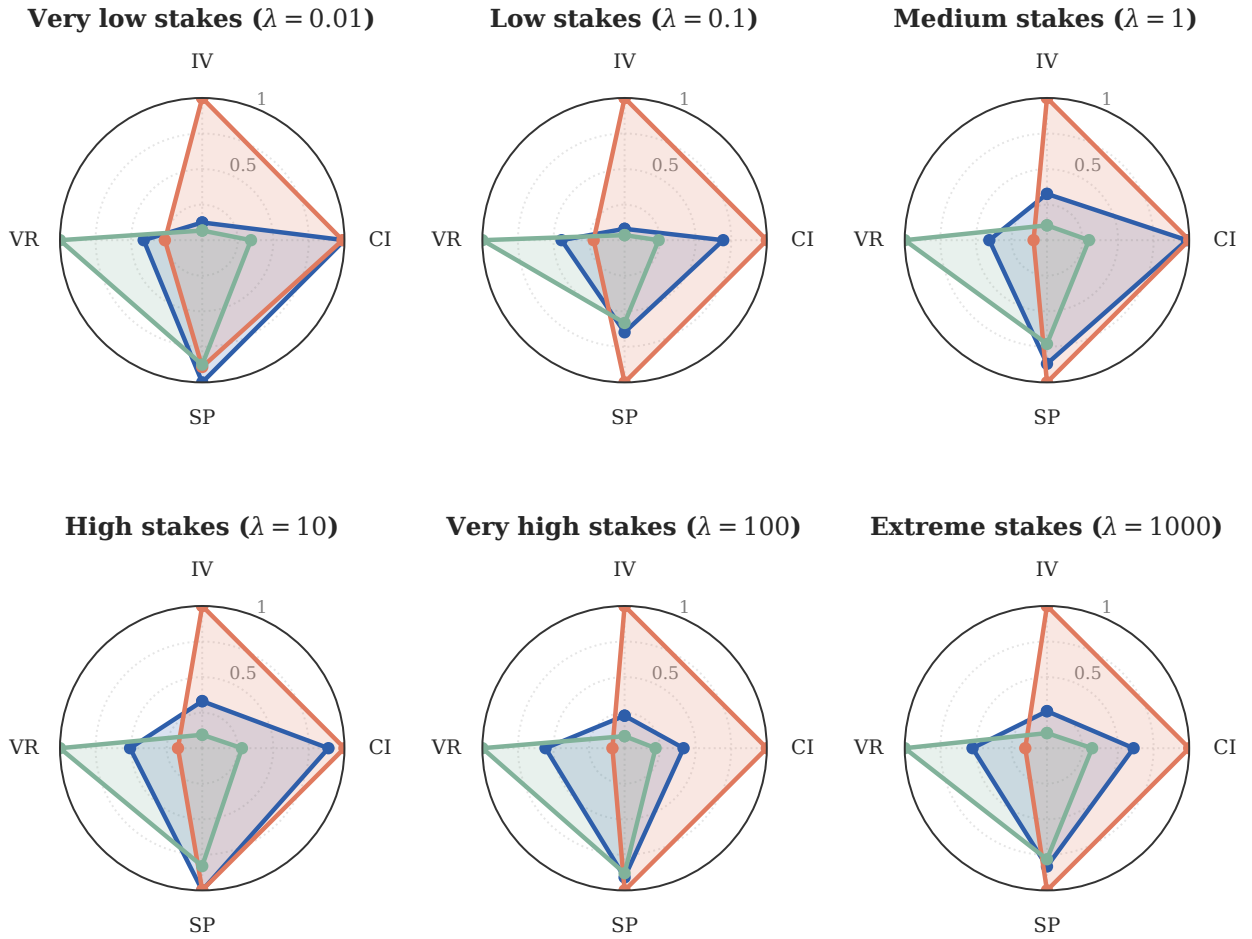 Very low stakes (λ = 0.01)
Low stakes (λ = 0.1)
Medium stakes (λ = 1)
IV
IV
IV
1
1
1
0.5
0.5
0.5
VR
CI
VR
CI
VR
CI
SP
SP
SP
High stakes (λ = 10)
Very high stakes (λ = 100)
Extreme stakes (λ = 1000)
IV
IV
IV
1
1
1
0.5
0.5
0.5
VR
CI
VR
CI
VR
CI
SP
SP
SP